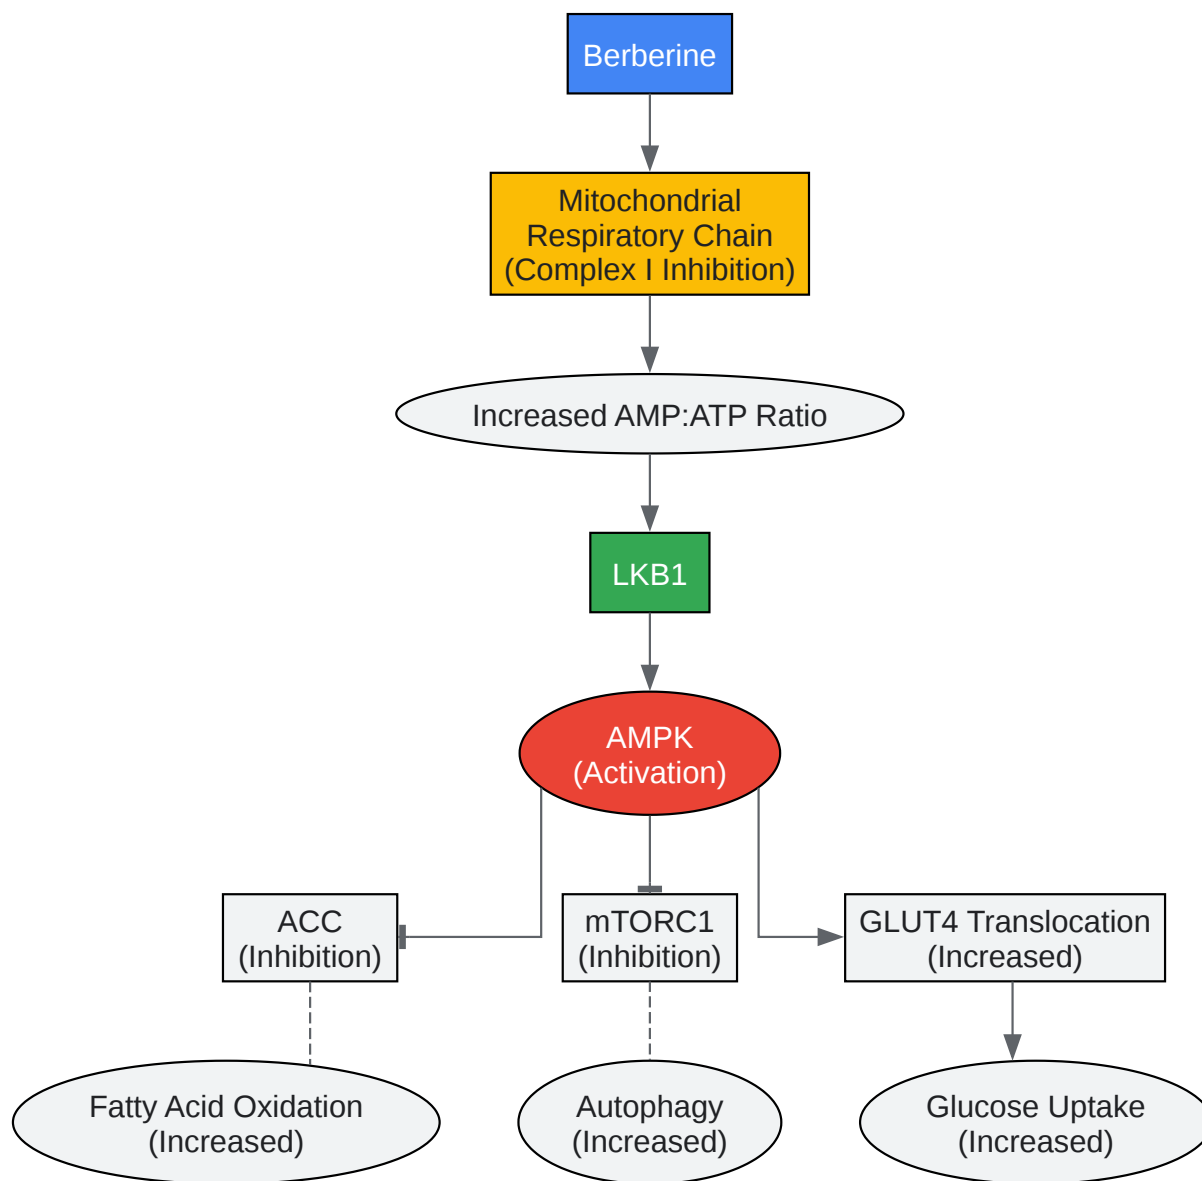 Berberine
Mitochondrial
Respiratory Chain
(Complex I Inhibition)
Increased AMP:ATP Ratio
LKB1
AMPK
(Activation)
ACC
(Inhibition)
mTORC1
(Inhibition)
GLUT4 Translocation
(Increased)
Fatty Acid Oxidation
(Increased)
Autophagy
(Increased)
Glucose Uptake
(Increased)